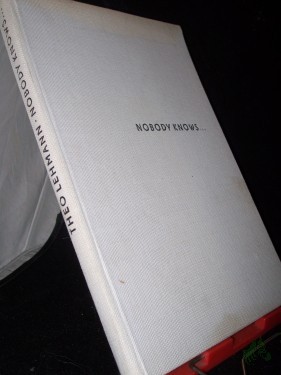 NOBODY KNOWS...
THEO LEHMANN · NOBODY KNOWS...